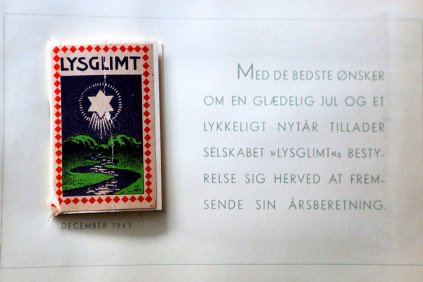 LYSGLIMT
DECEMBER 1949
MED DE BEDSTE ØNSKER
OM EN GLÆDELIG JUL OG ET
LYKKELIGT NYTÅR TILLADER
SELSKABET »LYSGLIMT«s BESTY-
RELSE SIG HERVED AT FREM-
SENDE SIN ÅRSBERETNING.